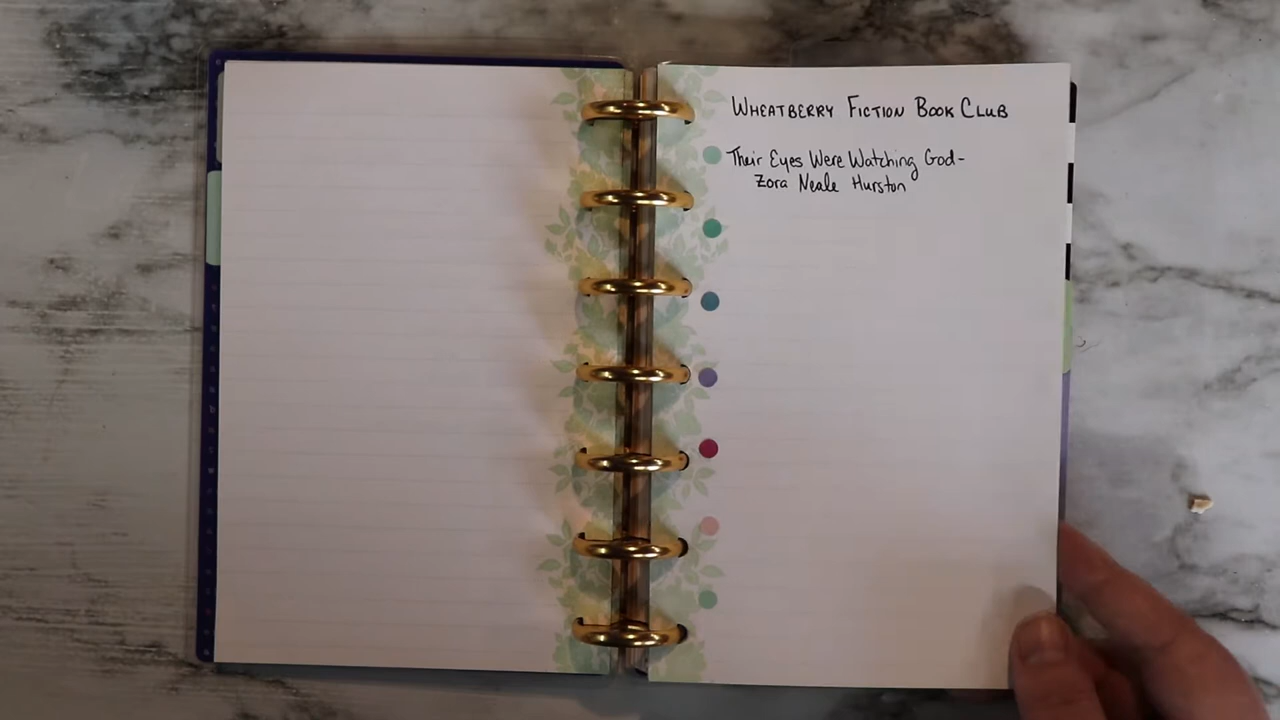 WHEATBERRY FICTION BOOK CLUB
Their Eyes Were Watching God-
Zora Neale Hurston